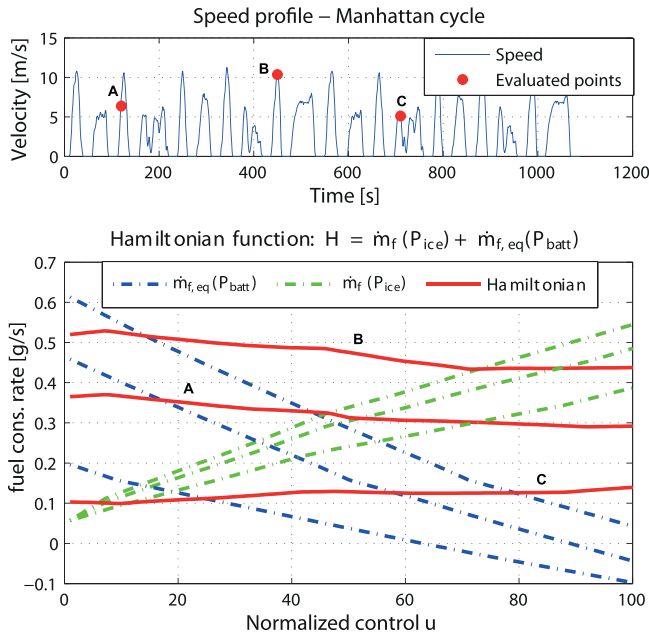 Speed profile − Manhattan cycle
Velocity [m/s]
15
10
5
0
A
B
C
Speed
Evaluated points
0 200 400 600 800 1000 1200
Time [s]
Hamiltonian function: H = ṁf (Pice) + ṁf,eq(Pbatt)
fuel cons. rate [g/s]
0.7
0.6
0.5
0.4
0.3
0.2
0.1
0
−0.1
ṁf,eq(Pbatt) ṁf (Pice) Hamiltonian
B
A
C
0 20 40 60 80 100
Normalized control u